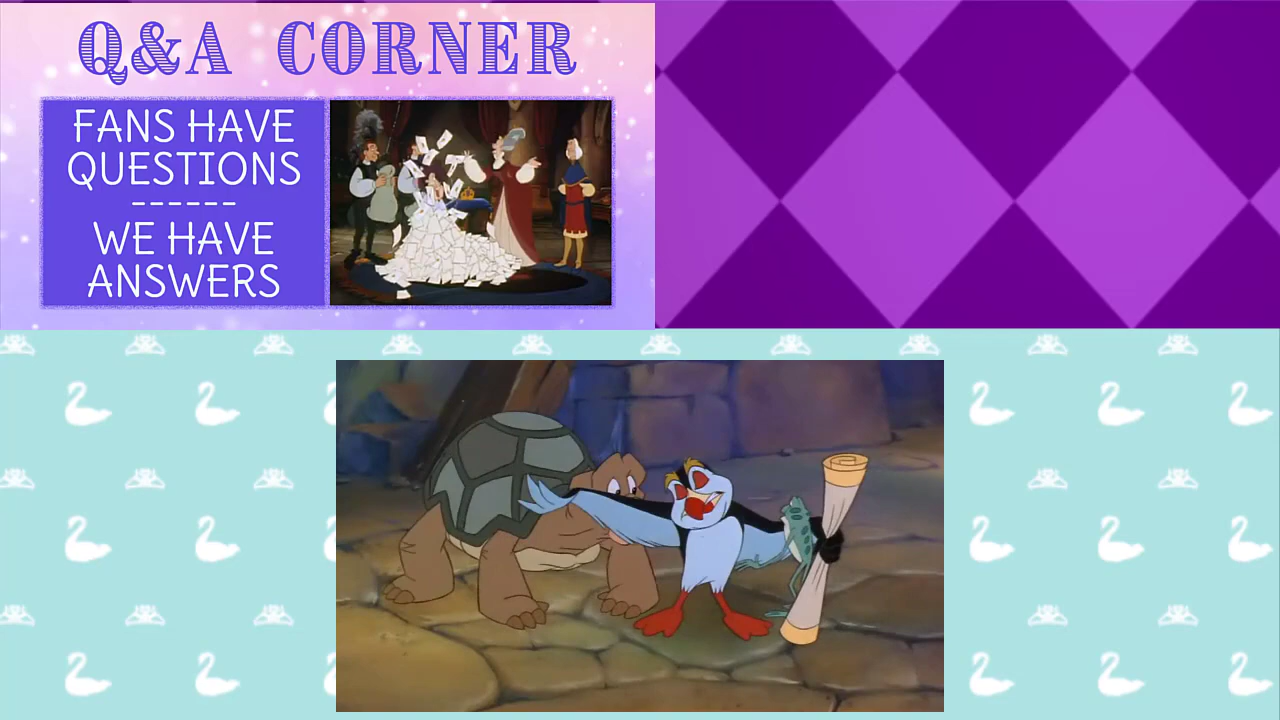 Q&A CORNER
FANS HAVE
QUESTIONS
------
WE HAVE
ANSWERS